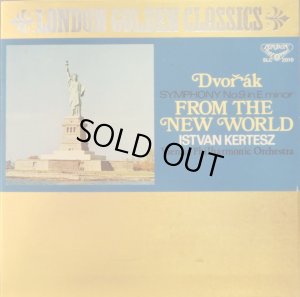 LONDON GOLDEN CLASSICS
LONDON
SLC 2010
Dvořák
SYMPHONY No.9 in E minor
FROM THE
NEW WORLD
ISTVAN KERTESZ
Philharmonic Orchestra
SOLD OUT